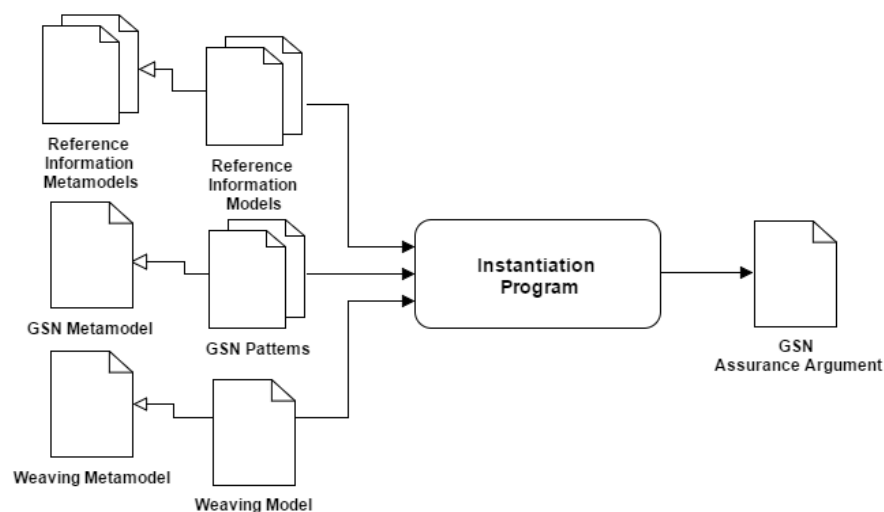 Reference
Information
Metamodels
Reference
Information
Models
GSN Metamodel
GSN Patterns
Weaving Metamodel
Weaving Model
Instantiation
Program
GSN
Assurance Argument